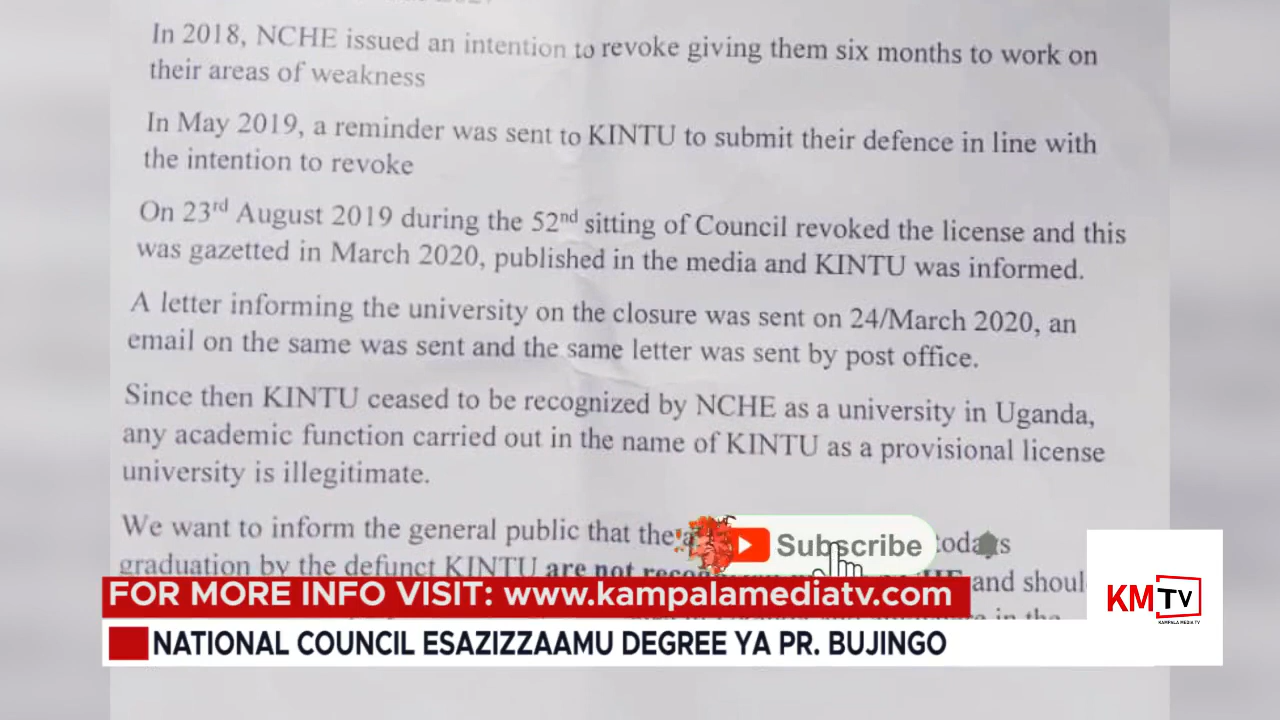 In 2018, NCHE issued an intention to revoke giving them six months to work on
their areas of weakness
In May 2019, a reminder was sent to KINTU to submit their defence in line with
the intention to revoke
On 23rd August 2019 during the 52nd sitting of Council revoked the license and this
was gazetted in March 2020, published in the media and KINTU was informed.
A letter informing the university on the closure was sent on 24/March 2020, an
email on the same was sent and the same letter was sent by post office.
Since then KINTU ceased to be recognized by NCHE as a university in Uganda,
any academic function carried out in the name of KINTU as a provisional license
university is illegitimate.
We want to inform the general public that the
Subscribe
graduation by the defunct KINTU are not and
in the
FOR MORE INFO VISIT: www.kampalamediatv.com
NATIONAL COUNCIL ESAZIZZAAMU DEGREE YA PR. BUJINGO
KMTV
KAMPALA MEDIA TV